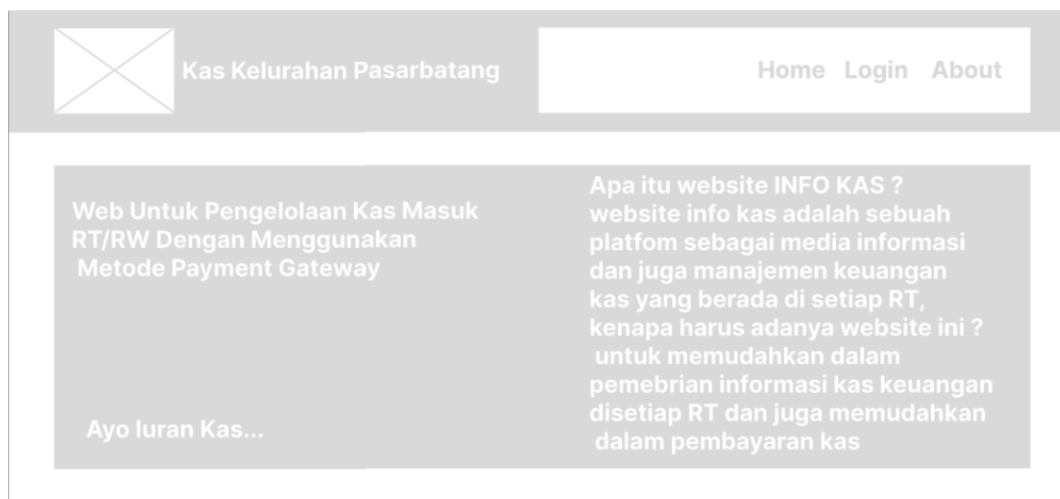 Kas Kelurahan Pasarbatang
Home Login About
Web Untuk Pengelolaan Kas Masuk
RT/RW Dengan Menggunakan
Metode Payment Gateway
Ayo Iuran Kas...
Apa itu website INFO KAS ?
website info kas adalah sebuah
platfom sebagai media informasi
dan juga manajemen keuangan
kas yang berada di setiap RT,
kenapa harus adanya website ini ?
untuk memudahkan dalam
pemebrian informasi kas keuangan
disetiap RT dan juga memudahkan
dalam pembayaran kas